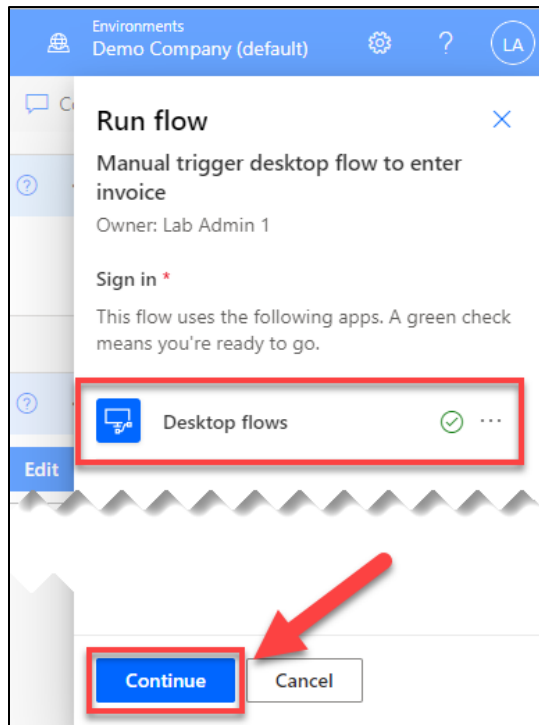 Environments
Demo Company (default)
?
LA
C
Run flow
Manual trigger desktop flow to enter
invoice
Owner: Lab Admin 1
Sign in *
This flow uses the following apps. A green check
means you're ready to go.
?
Desktop flows
?
Edit
Continue
Cancel